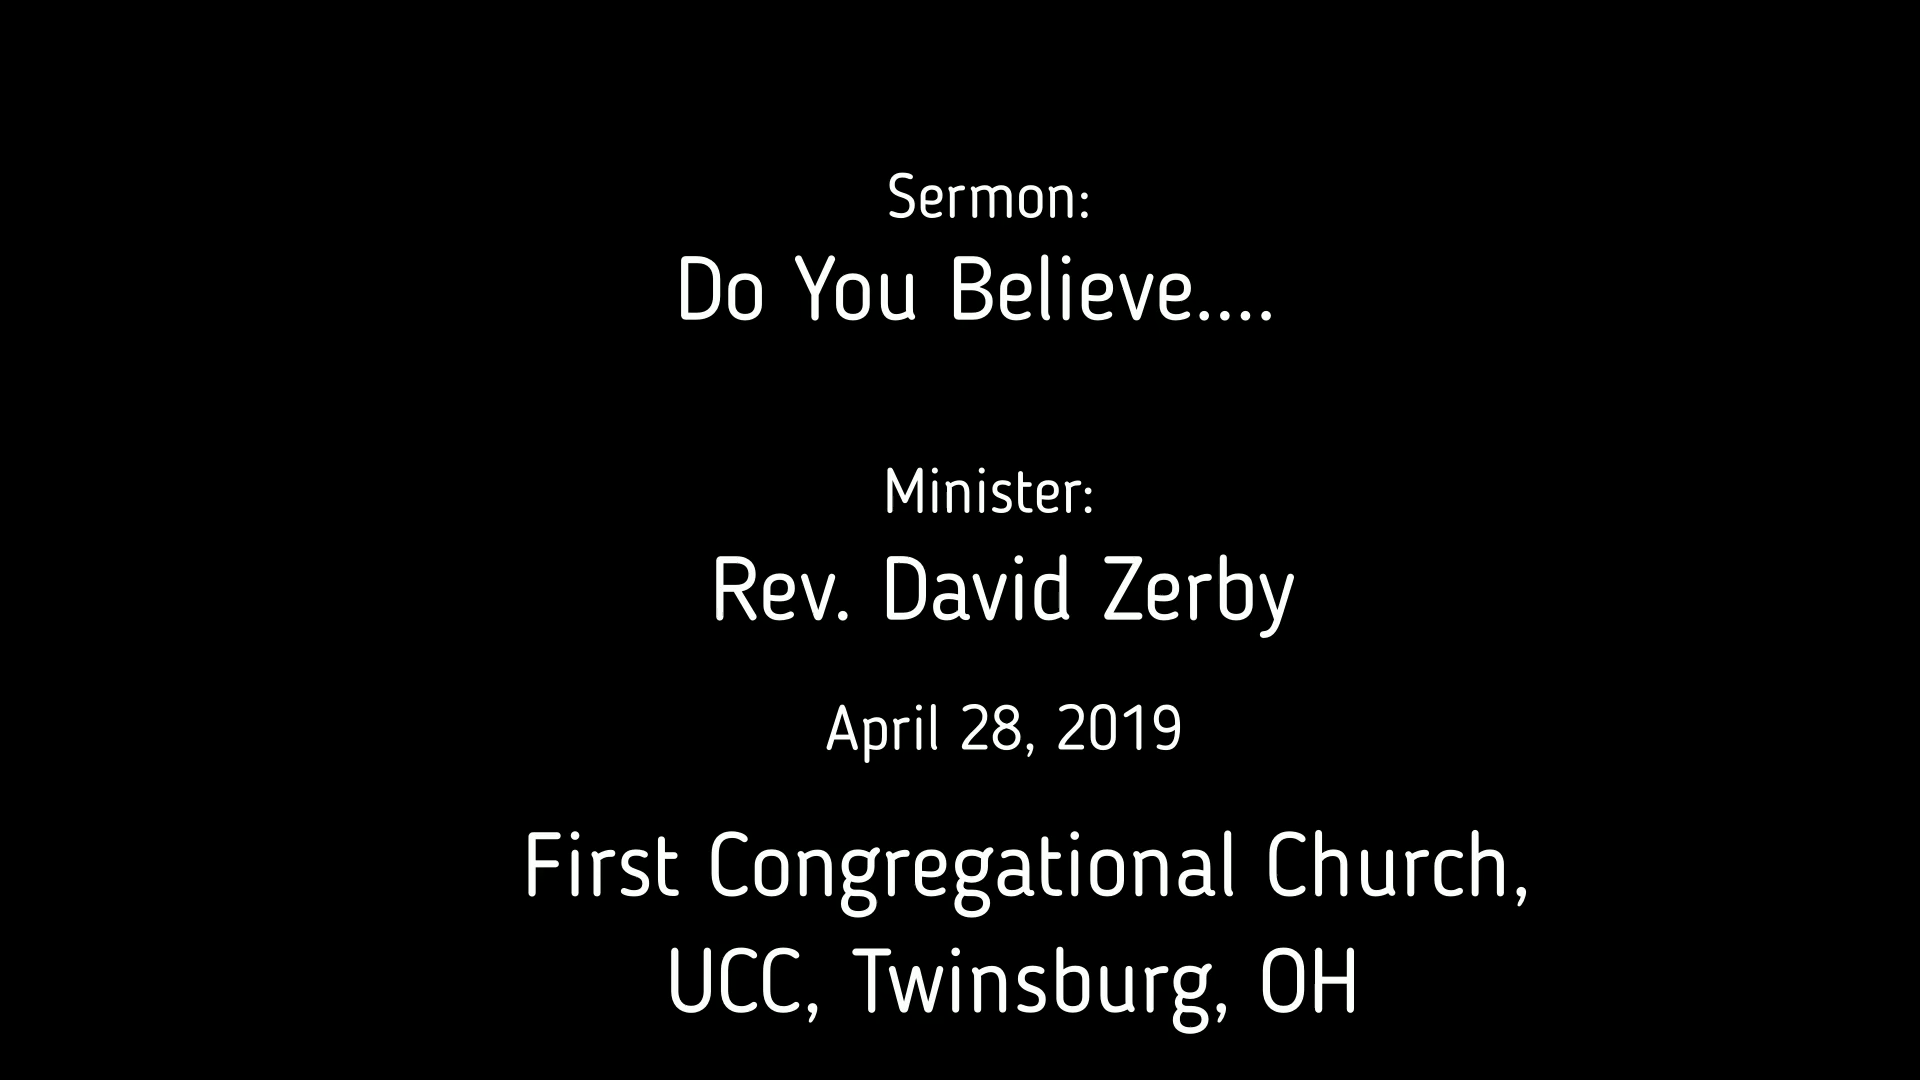 Sermon:
Do You Believe....
Minister:
Rev. David Zerby
April 28, 2019
First Congregational Church,
UCC, Twinsburg, OH